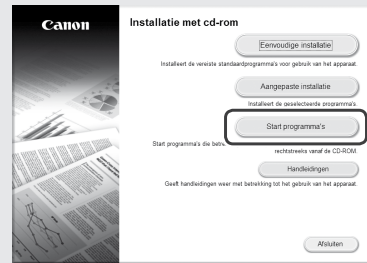 Canon
Installatie met cd-rom
Eenvoudige installatie
Installeert de vereiste standaardprogramma's voor gebruik van het apparaat.
Aangepaste installatie
Installeert de geselecteerde programma's.
Start programma's
Start programma's die betre
rechtstreeks vanaf de CD-ROM.
Handleidingen
Geeft handleidingen weer met betrekking tot het gebruik van het apparaat.
Afsluiten